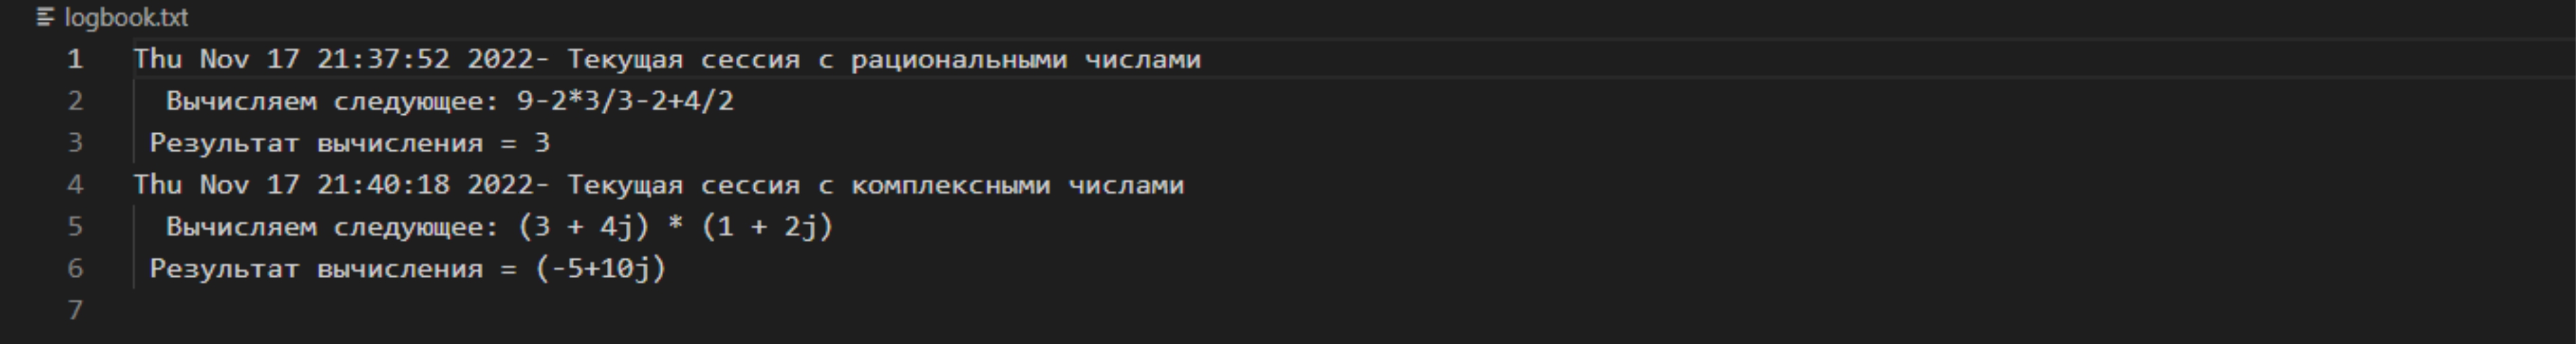 logbook.txt
1 Thu Nov 17 21:37:52 2022- Текущая сессия с рациональными числами
2 Вычисляем следующее: 9-2*3/3-2+4/2
3 Результат вычисления = 3
4 Thu Nov 17 21:40:18 2022- Текущая сессия с комплексными числами
5 Вычисляем следующее: (3 + 4j) * (1 + 2j)
6 Результат вычисления = (-5+10j)
7